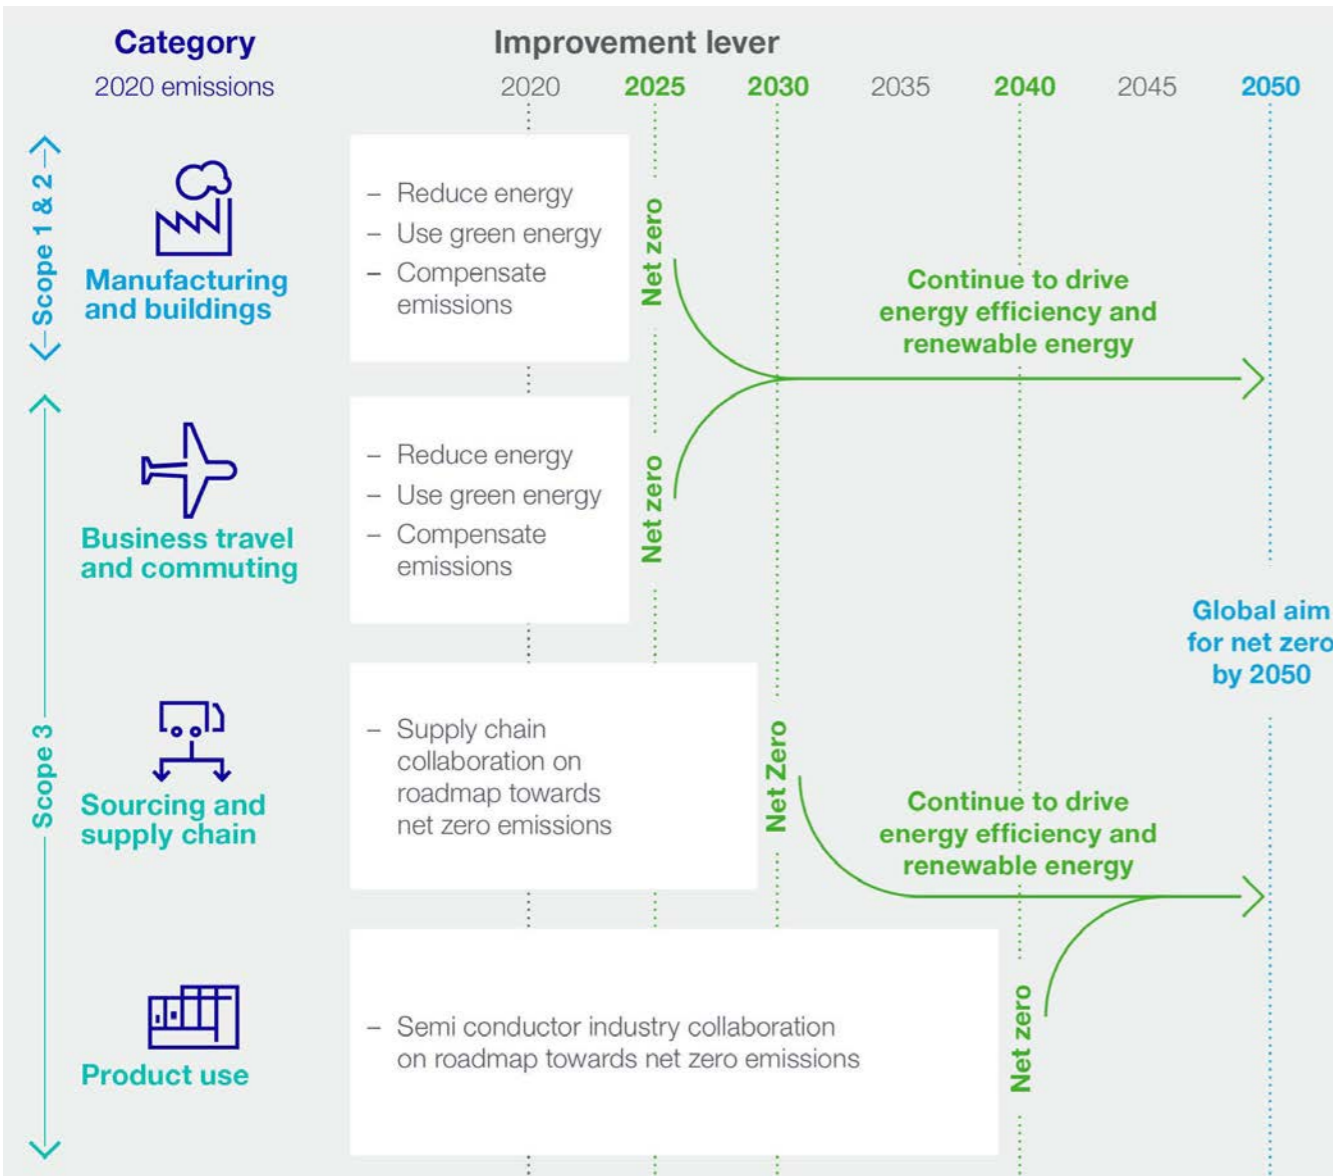 Category
2020 emissions
Improvement lever
2020 2025 2030 2035 2040 2045 2050
Scope 1 & 2
Manufacturing
and buildings
– Reduce energy
– Use green energy
– Compensate
emissions
Net zero
Continue to drive
energy efficiency and
renewable energy
Scope 3
Business travel
and commuting
– Reduce energy
– Use green energy
– Compensate
emissions
Net zero
Global aim
for net zero
by 2050
Sourcing and
supply chain
– Supply chain
collaboration on
roadmap towards
net zero emissions
Net Zero
Continue to drive
energy efficiency and
renewable energy
Product use
– Semi conductor industry collaboration
on roadmap towards net zero emissions
Net zero